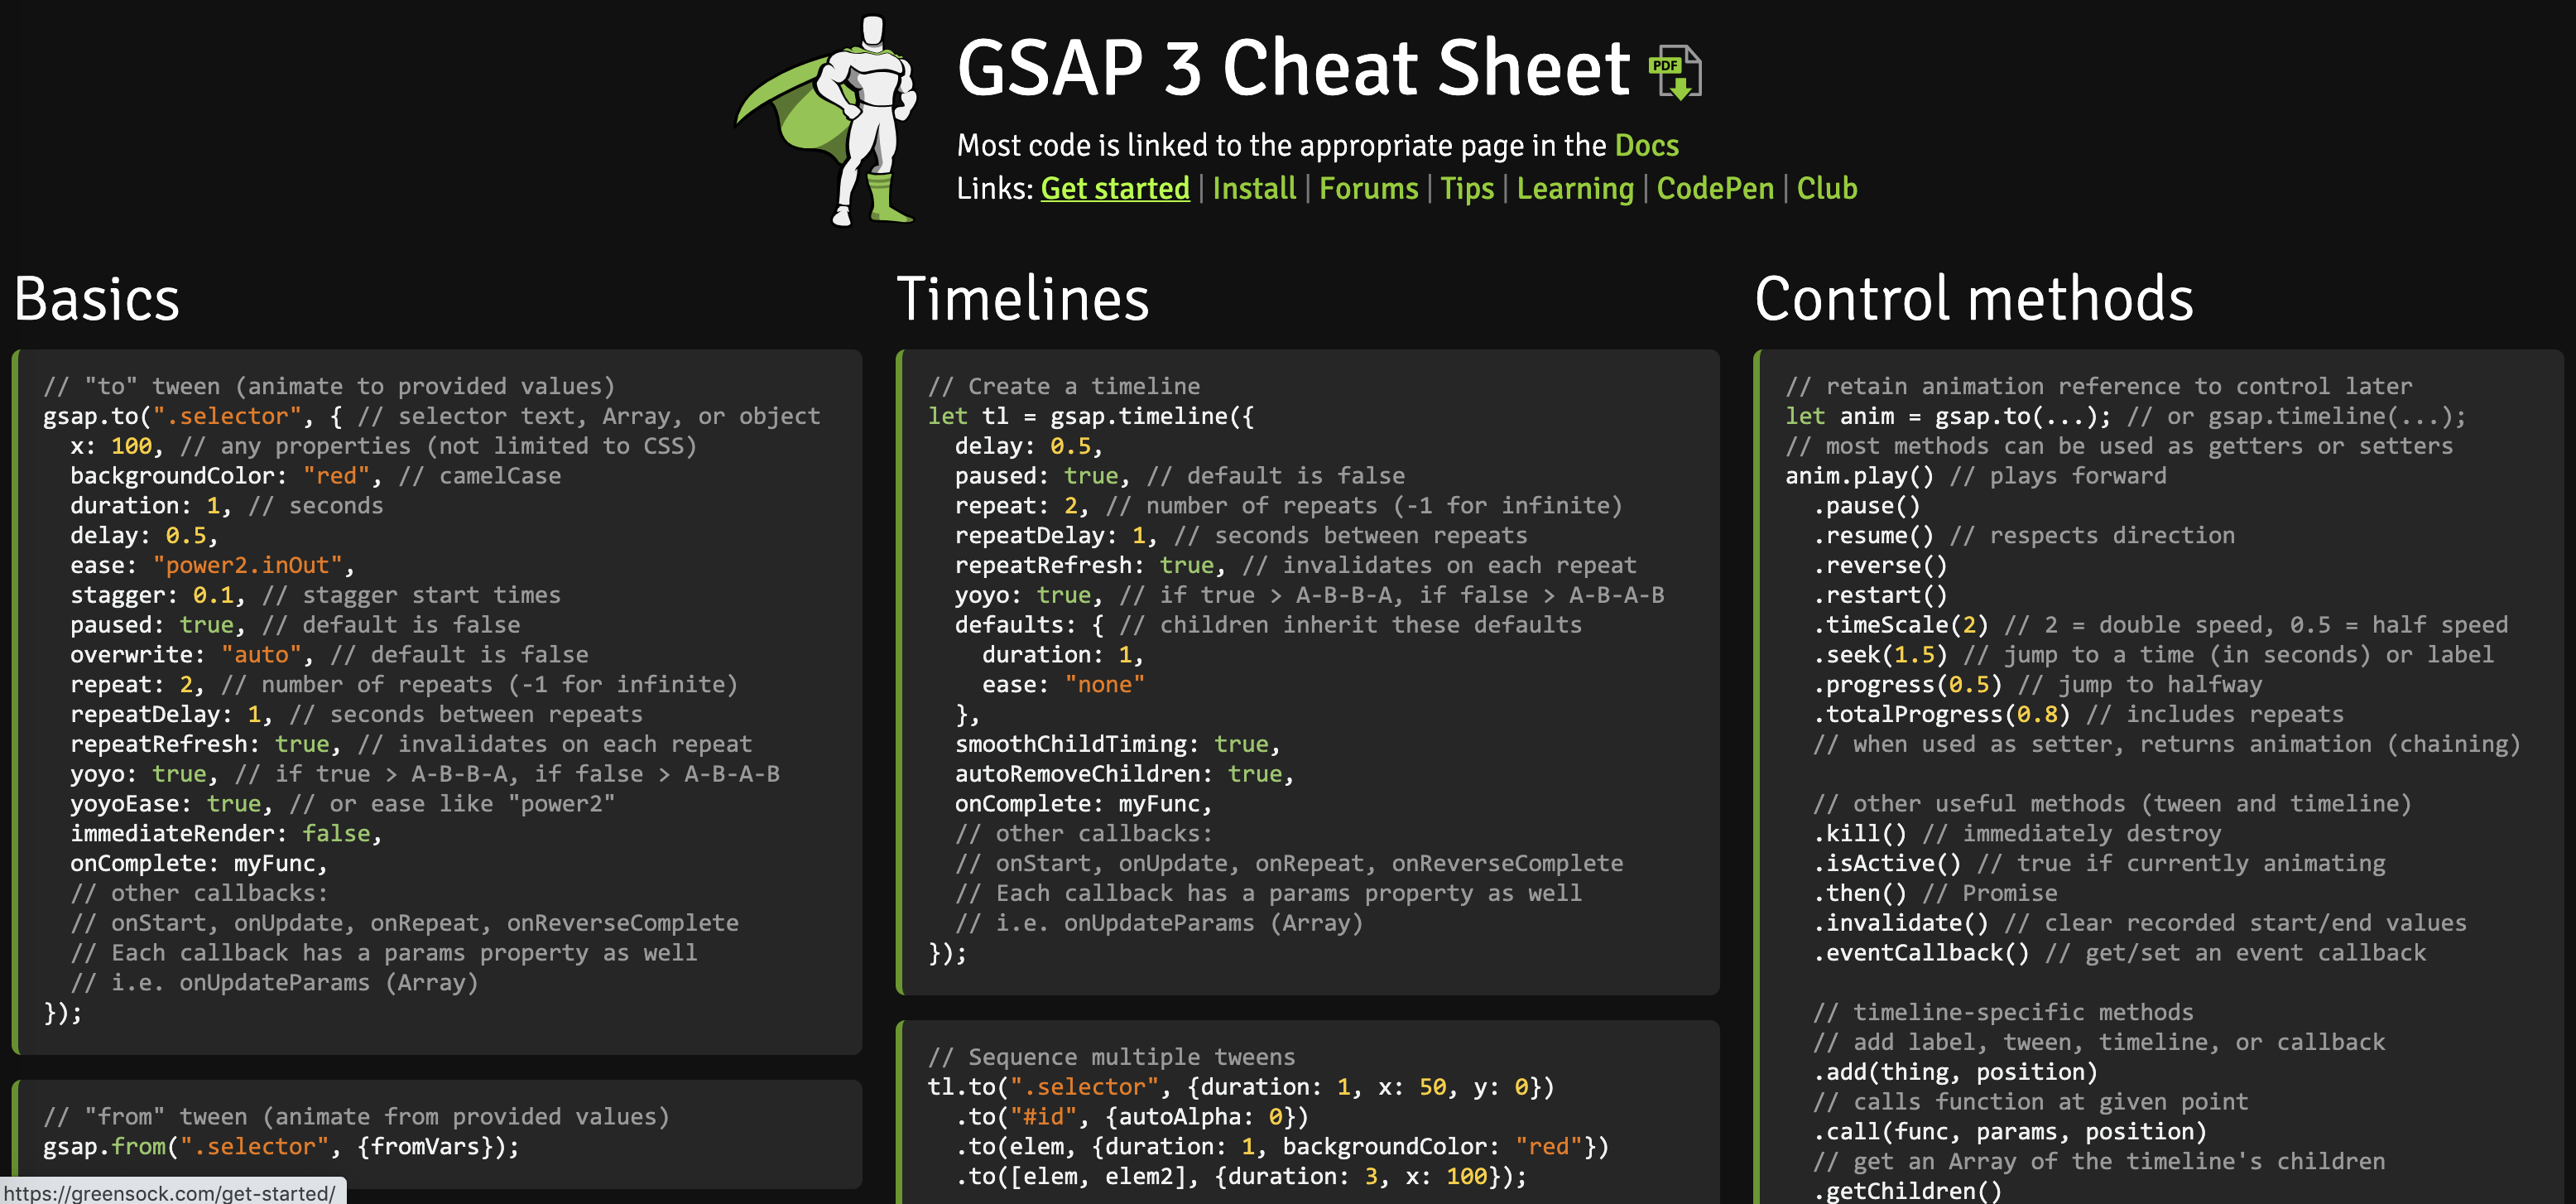 GSAP 3 Cheat Sheet
PDF
Most code is linked to the appropriate page in the Docs
Links: Get started | Install | Forums | Tips | Learning | CodePen | Club
Basics
// "to" tween (animate to provided values)
gsap.to(".selector", { // selector text, Array, or object
  x: 100, // any properties (not limited to CSS)
  backgroundColor: "red", // camelCase
  duration: 1, // seconds
  delay: 0.5,
  ease: "power2.inOut",
  stagger: 0.1, // stagger start times
  paused: true, // default is false
  overwrite: "auto", // default is false
  repeat: 2, // number of repeats (-1 for infinite)
  repeatDelay: 1, // seconds between repeats
  repeatRefresh: true, // invalidates on each repeat
  yoyo: true, // if true > A-B-B-A, if false > A-B-A-B
  yoyoEase: true, // or ease like "power2"
  immediateRender: false,
  onComplete: myFunc,
  // other callbacks:
  // onStart, onUpdate, onRepeat, onReverseComplete
  // Each callback has a params property as well
  // i.e. onUpdateParams (Array)
});
// "from" tween (animate from provided values)
gsap.from(".selector", {fromVars});
https://greensock.com/get-started/
Timelines
// Create a timeline
let tl = gsap.timeline({
  delay: 0.5,
  paused: true, // default is false
  repeat: 2, // number of repeats (-1 for infinite)
  repeatDelay: 1, // seconds between repeats
  repeatRefresh: true, // invalidates on each repeat
  yoyo: true, // if true > A-B-B-A, if false > A-B-A-B
  defaults: { // children inherit these defaults
    duration: 1,
    ease: "none"
  },
  smoothChildTiming: true,
  autoRemoveChildren: true,
  onComplete: myFunc,
  // other callbacks:
  // onStart, onUpdate, onRepeat, onReverseComplete
  // Each callback has a params property as well
  // i.e. onUpdateParams (Array)
});
// Sequence multiple tweens
tl.to(".selector", {duration: 1, x: 50, y: 0})
  .to("#id", {autoAlpha: 0})
  .to(elem, {duration: 1, backgroundColor: "red"})
  .to([elem, elem2], {duration: 3, x: 100});
Control methods
// retain animation reference to control later
let anim = gsap.to(...); // or gsap.timeline(...);
// most methods can be used as getters or setters
anim.play() // plays forward
  .pause()
  .resume() // respects direction
  .reverse()
  .restart()
  .timeScale(2) // 2 = double speed, 0.5 = half speed
  .seek(1.5) // jump to a time (in seconds) or label
  .progress(0.5) // jump to halfway
  .totalProgress(0.8) // includes repeats
  // when used as setter, returns animation (chaining)
  // other useful methods (tween and timeline)
  .kill() // immediately destroy
  .isActive() // true if currently animating
  .then() // Promise
  .invalidate() // clear recorded start/end values
  .eventCallback() // get/set an event callback
  // timeline-specific methods
  // add label, tween, timeline, or callback
  .add(thing, position)
  // calls function at given point
  .call(func, params, position)
  // get an Array of the timeline's children
  .getChildren()